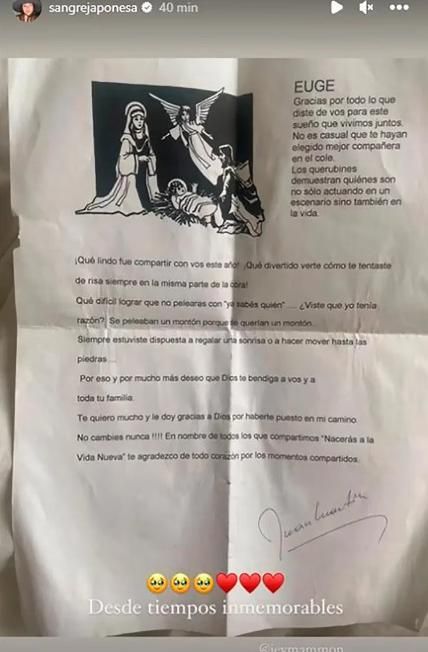 sangrejaponesa 40 min
EUGE
Gracias por todo lo que
diste de vos para este
sueño que vivimos juntos.
No es casual que te hayan
elegido mejor compañera
en el cole.
Los querubines
demuestran quiénes son
no sólo actuando en un
escenario sino también en
la vida.
¡Qué lindo fue compartir con vos este año! ¡Qué divertido verte cómo te tentaste
de risa siempre en la misma parte de la obra!
Qué difícil lograr que no pelearas con "ya sabés quién".... ¿Viste que yo tenía
razón? Se peleaban un montón porque te querían un montón...
Siempre estuviste dispuesta a regalar una sonrisa o a hacer mover hasta las
piedras...
Por eso y por mucho más deseo que Dios te bendiga a vos y a
toda tu familia.
Te quiero mucho y le doy gracias a Dios por haberte puesto en mi camino.
No cambies nunca !!!! En nombre de todos los que compartimos "Nacerás a la
Vida Nueva" te agradezco de todo corazón por los momentos compartidos.
Juan Martín
🥹🥹🥹❤️❤️❤️
Desde tiempos inmemorables
@jeymammon